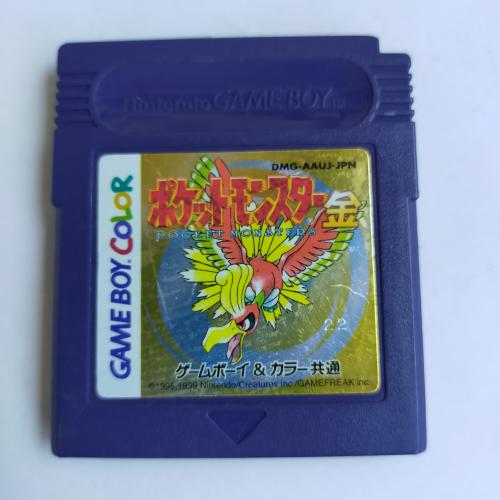 Nintendo GAME BOY TM
DMG-AAUJ-JPN
ポケットモンスター金
POCKET MONSTERS
GAME BOY COLOR
22
ゲームボーイ&カラー共通
©1995,1999 Nintendo/Creatures inc./GAMEFREAK inc.